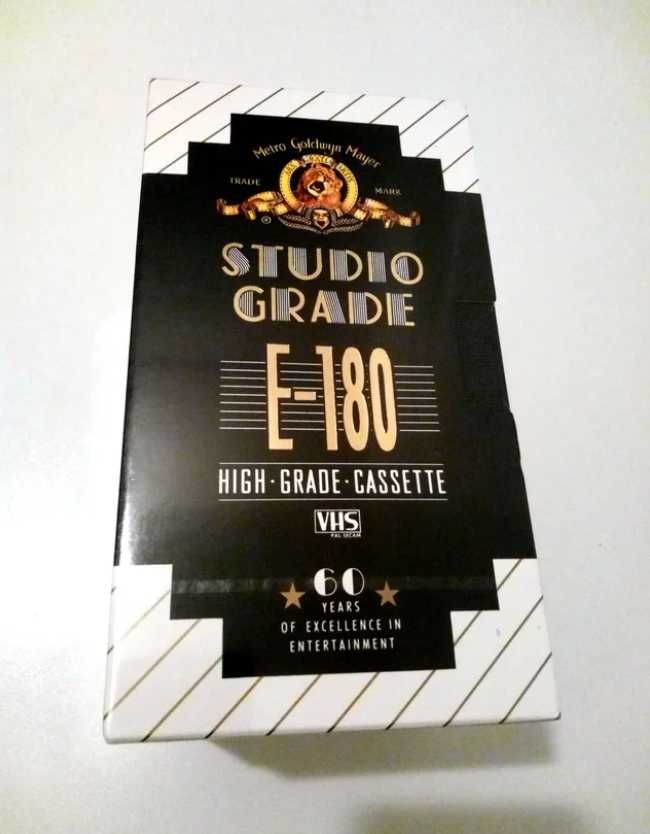 Metro Goldwyn Mayer
TRADE MARK
®
STUDIO
GRADE
E-180
HIGH·GRADE·CASSETTE
VHS
PAL SECAM
60
YEARS
OF EXCELLENCE IN
ENTERTAINMENT